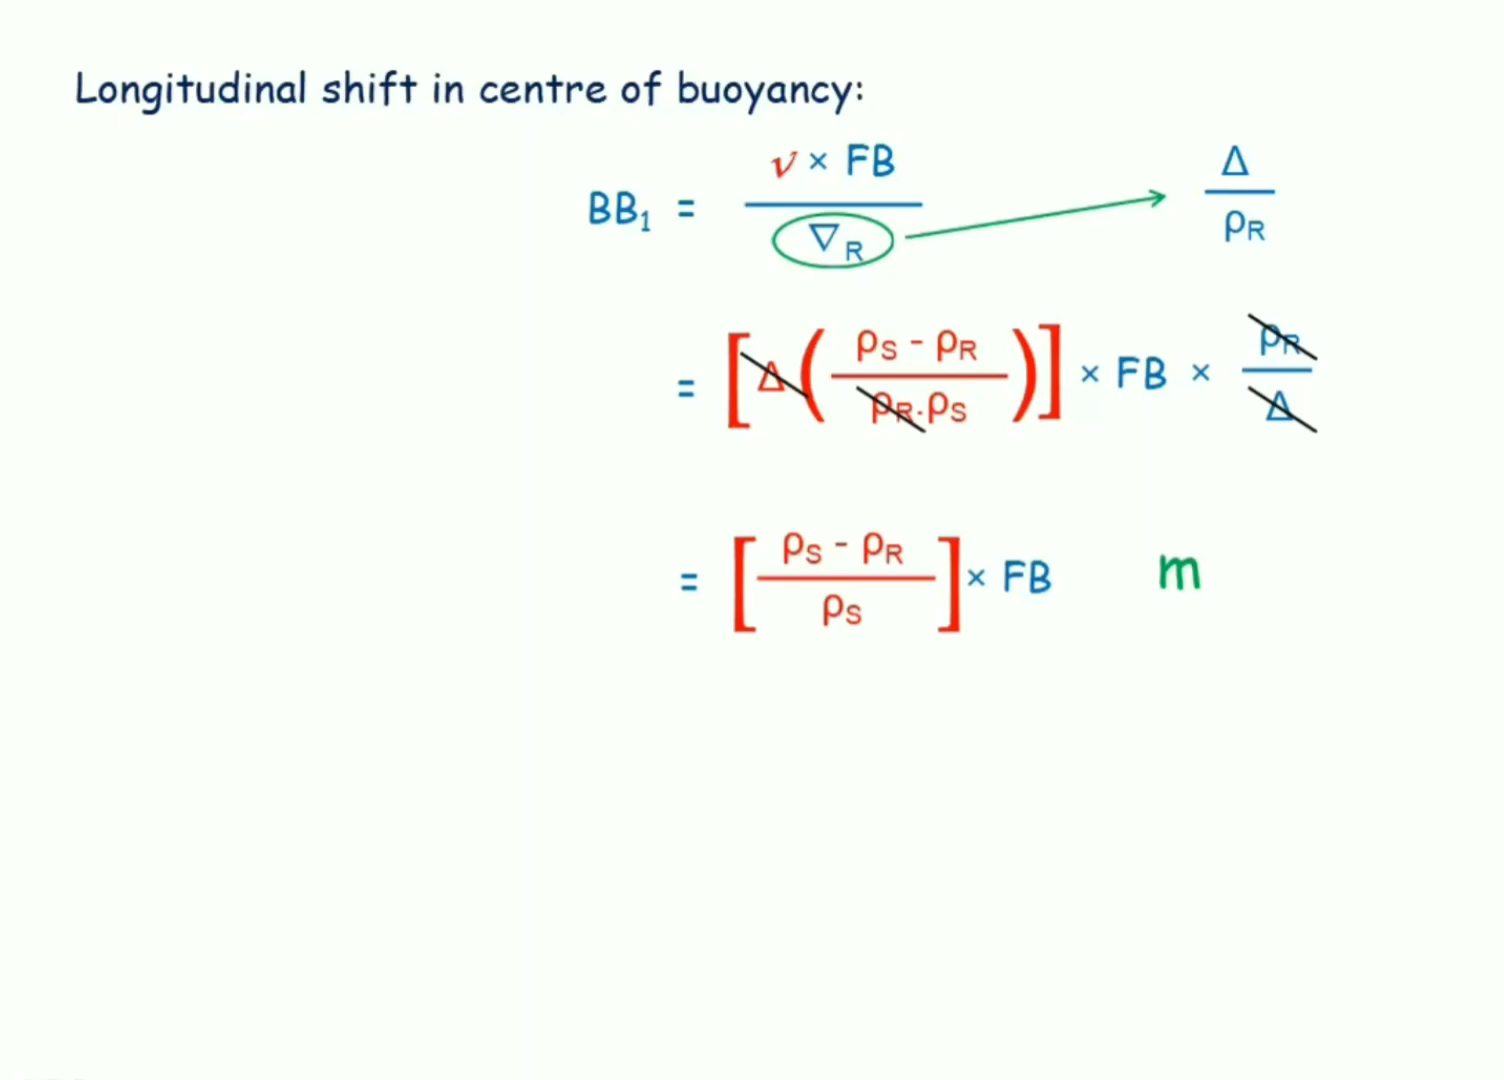 Longitudinal shift in centre of buoyancy:
BB₁ = v × FB / ∇R → Δ / ρR
= [Δ(ρS - ρR / ρR.ρS)] × FB × ρR / Δ
= [ρS - ρR / ρS] × FB m